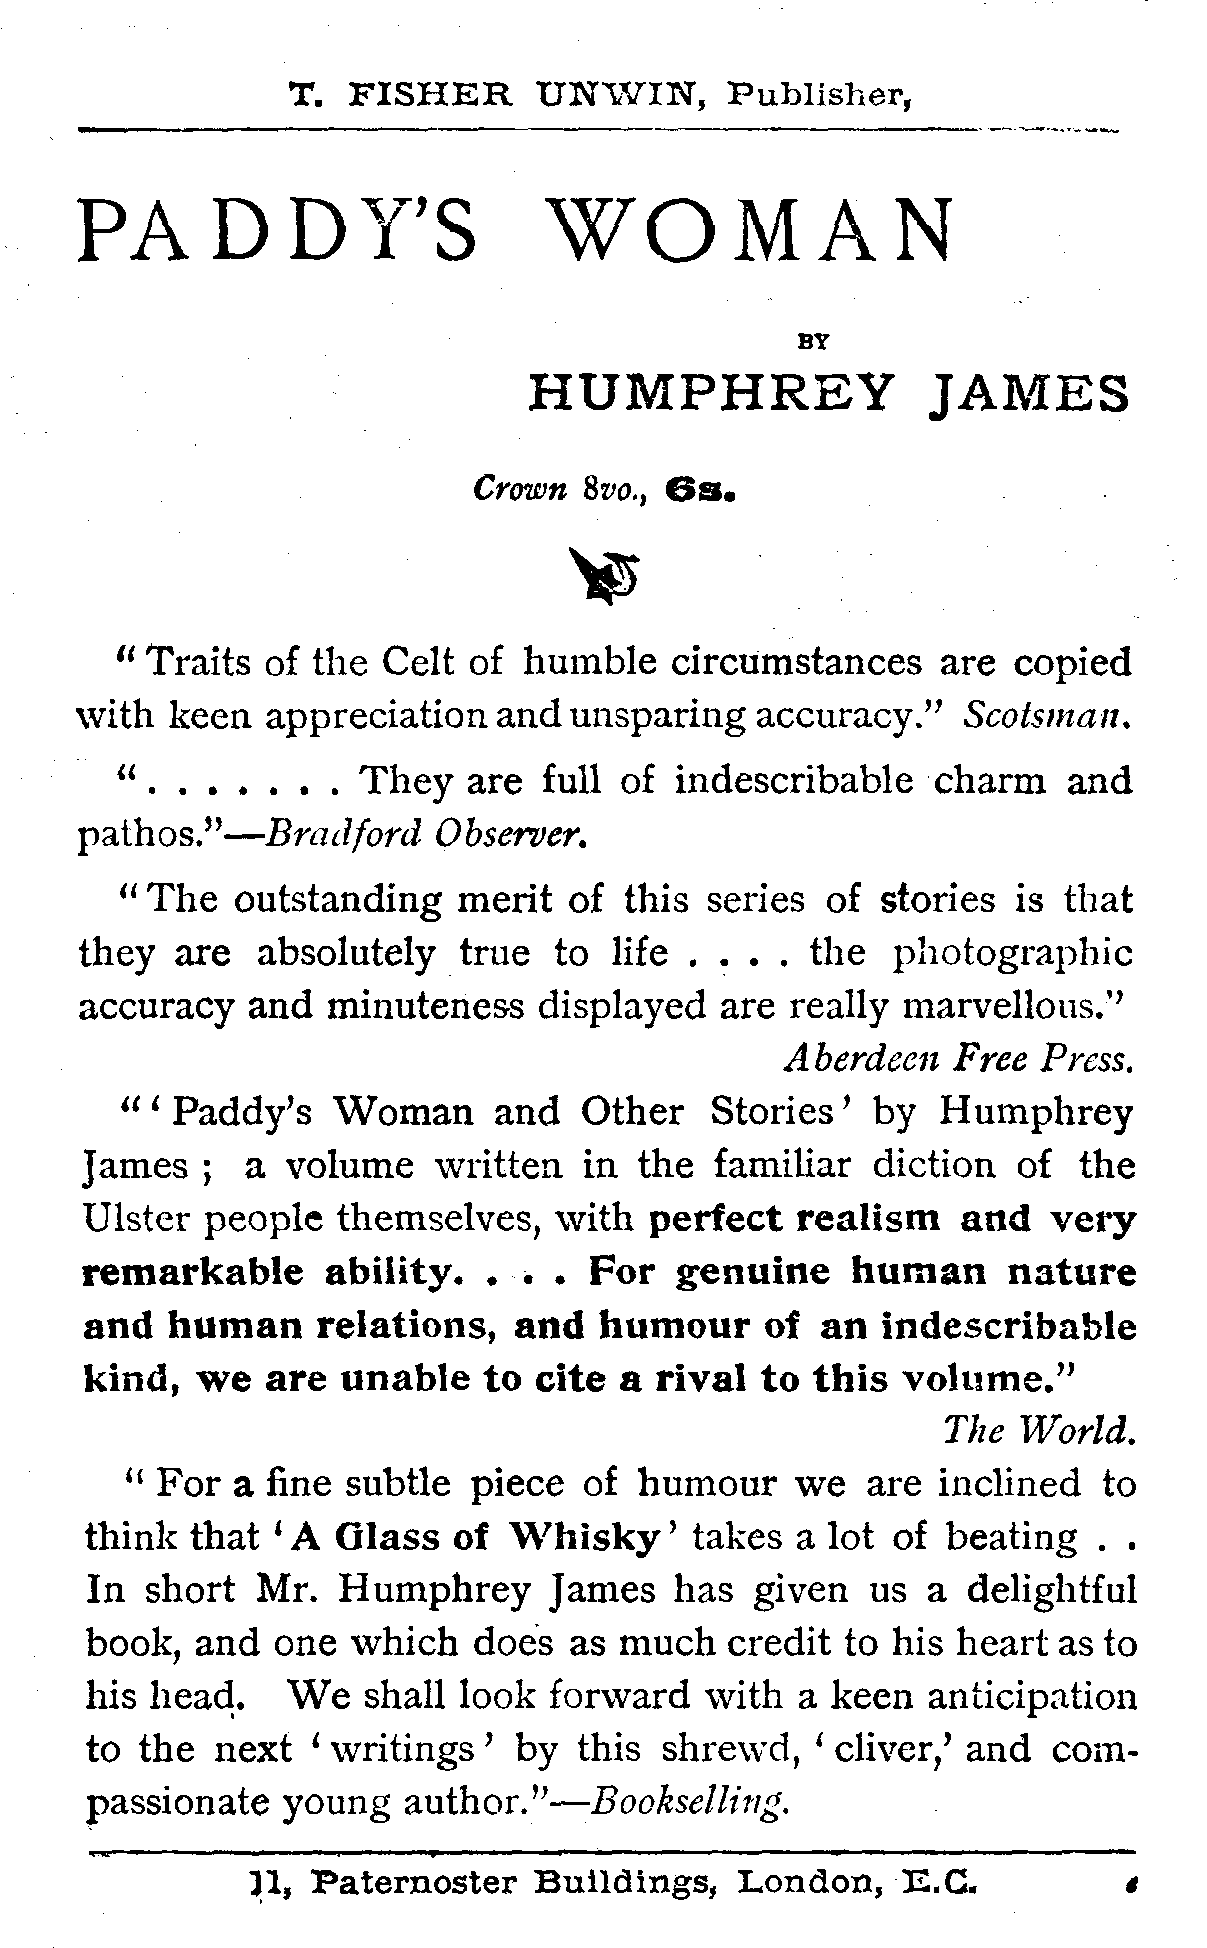 T. FISHER UNWIN, Publisher,
PADDY'S WOMAN
BY
HUMPHREY JAMES
Crown 8vo., 6s.
“Traits of the Celt of humble circumstances are copied
with keen appreciation and unsparing accuracy.” Scotsman.
“. . . . . . . They are full of indescribable charm and
pathos.”—Bradford Observer.
“The outstanding merit of this series of stories is that
they are absolutely true to life . . . . the photographic
accuracy and minuteness displayed are really marvellous.”
Aberdeen Free Press.
“‘Paddy's Woman and Other Stories’ by Humphrey
James ; a volume written in the familiar diction of the
Ulster people themselves, with perfect realism and very
remarkable ability. . . . For genuine human nature
and human relations, and humour of an indescribable
kind, we are unable to cite a rival to this volume.”
The World.
“For a fine subtle piece of humour we are inclined to
think that ‘A Glass of Whisky’ takes a lot of beating . .
In short Mr. Humphrey James has given us a delightful
book, and one which does as much credit to his heart as to
his head. We shall look forward with a keen anticipation
to the next ‘writings’ by this shrewd, ‘cliver,’ and com-
passionate young author.”—Bookselling.
11, Paternoster Buildings, London, E.C.